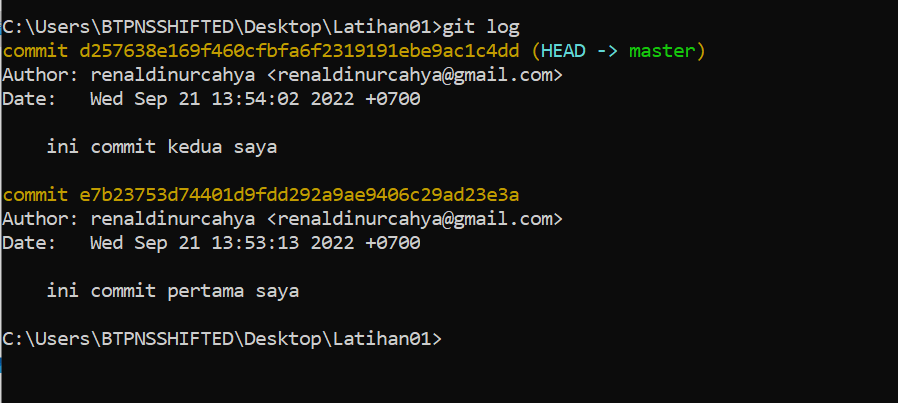 C:\Users\BTPNSSHIFTED\Desktop\Latihan01>git log
commit d257638e169f460cfbfa6f2319191ebe9ac1c4dd (HEAD -> master)
Author: renaldinurcahya <renaldinurcahya@gmail.com>
Date:   Wed Sep 21 13:54:02 2022 +0700
    ini commit kedua saya
commit e7b23753d74401d9fdd292a9ae9406c29ad23e3a
Author: renaldinurcahya <renaldinurcahya@gmail.com>
Date:   Wed Sep 21 13:53:13 2022 +0700
    ini commit pertama saya
C:\Users\BTPNSSHIFTED\Desktop\Latihan01>